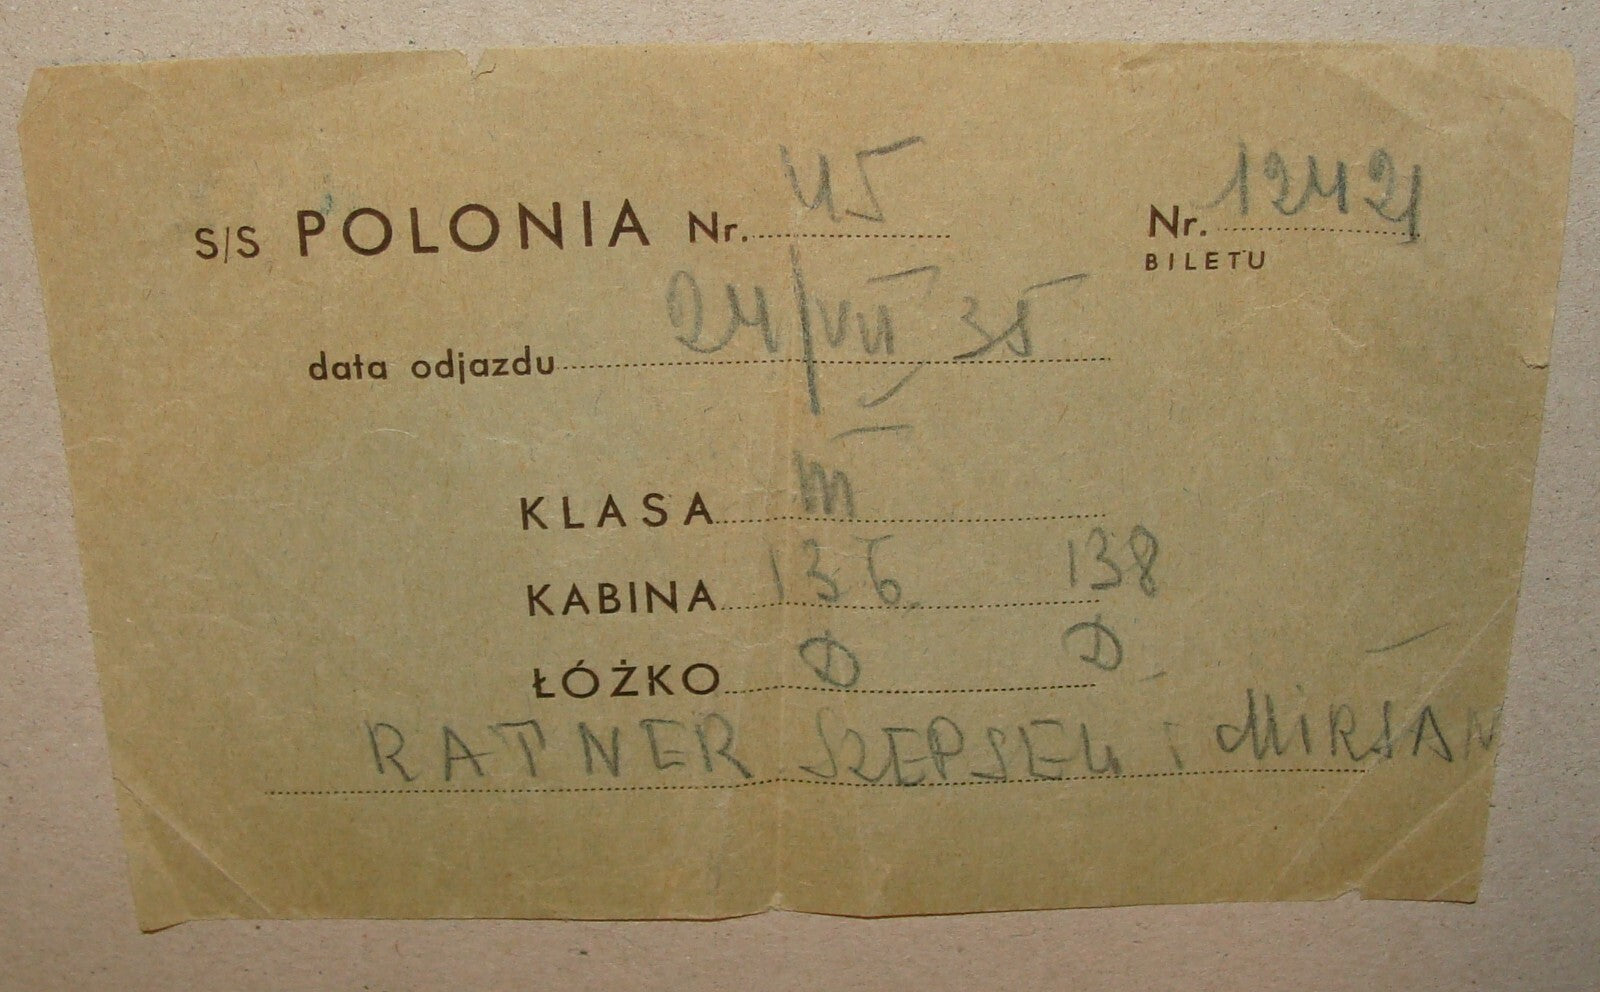 S/S POLONIA Nr. 45 Nr. 12421
BILETU
data odjazdu 24/VII 35
KLASA III
KABINA 136 138
ŁÓŻKO D D
RATNER SZEPSEL i